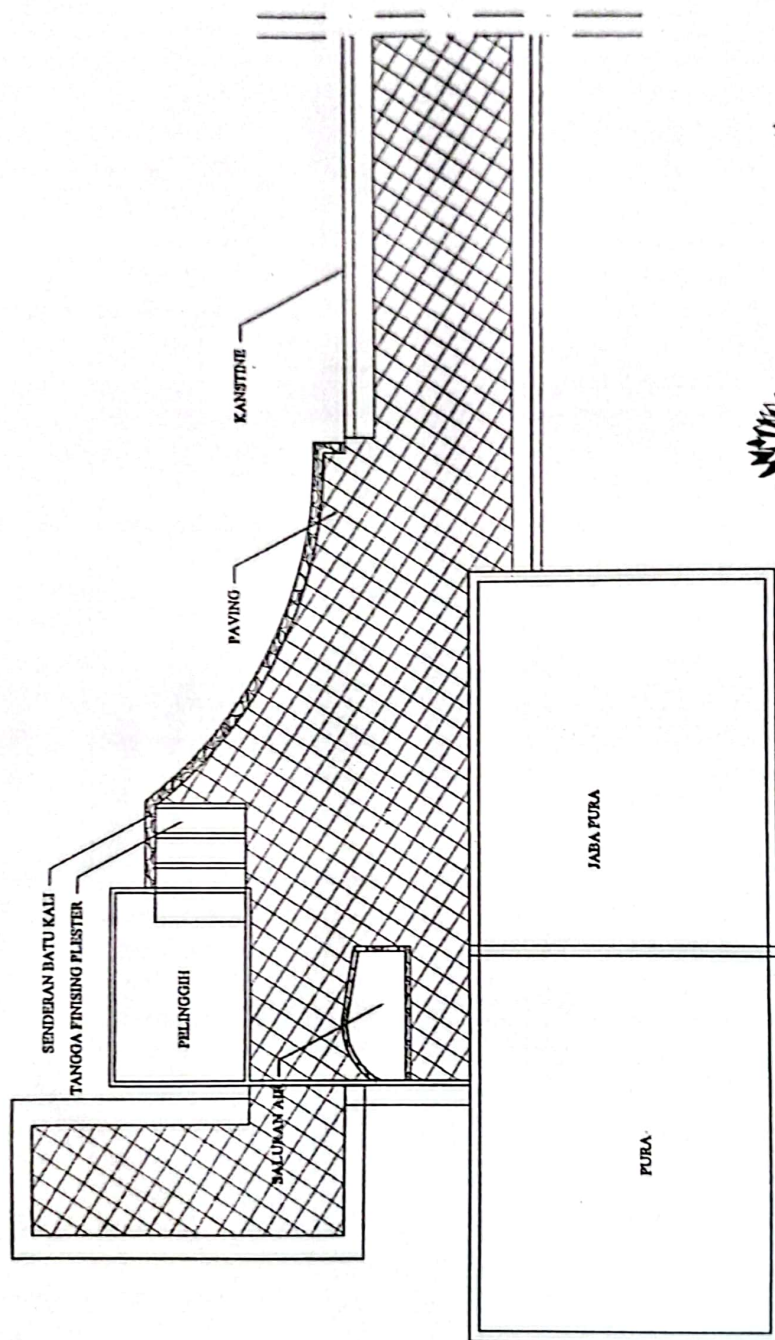 KANSTINE
PAVING
SENDERAN BATU KALI
TANGGA FINISING PLESTER
PELINGGIH
SALURAN AIR
JABA PURA
PURA